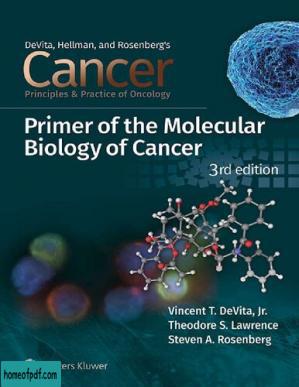 DeVita, Hellman, and Rosenberg's
Cancer
Principles & Practice of Oncology
Primer of the Molecular
Biology of Cancer
3rd edition
Vincent T. DeVita, Jr.
Theodore S. Lawrence
Steven A. Rosenberg
homeofpdf.com
Kluwer